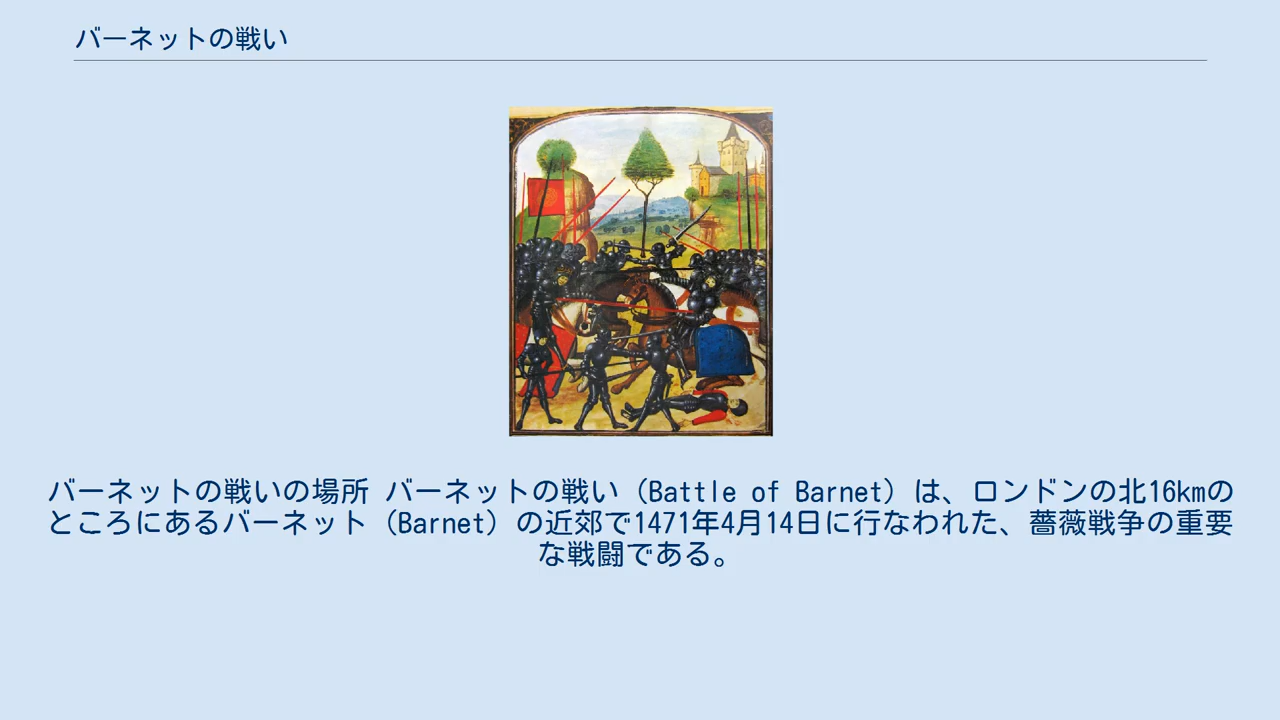 バーネットの戦い
バーネットの戦いの場所 バーネットの戦い（Battle of Barnet）は、ロンドンの北16kmの
ところにあるバーネット（Barnet）の近郊で1471年4月14日に行なわれた、薔薇戦争の重要
な戦闘である。